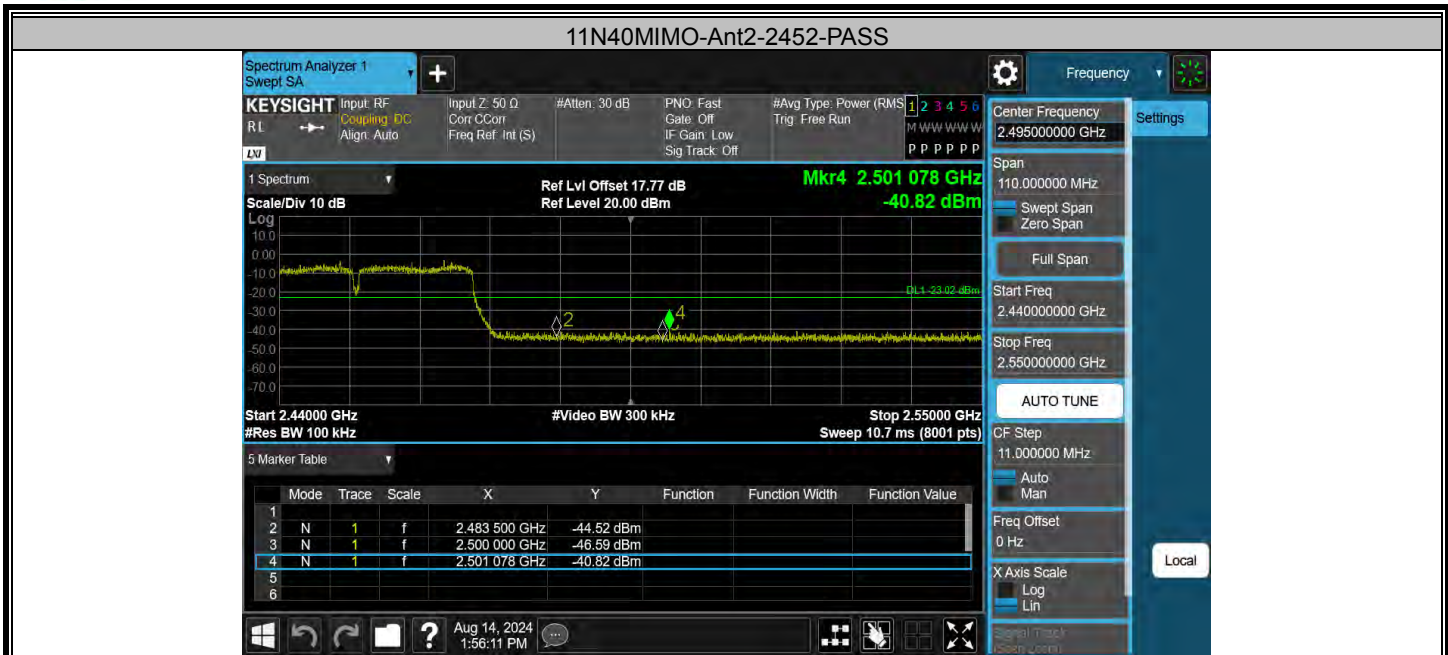 11N40MIMO-Ant2-2452-PASS
Spectrum Analyzer 1
Swept SA
Frequency
KEYSIGHT
RL
LXI
Input: RF
Coupling: DC
Align: Auto
Input Z: 50 Ω
Corr CCorr
Freq Ref: Int (S)
#Atten: 30 dB
PNO: Fast
Gate: Off
IF Gain: Low
Sig Track: Off
#Avg Type: Power (RMS
Trig: Free Run
1 2 3 4 5 6
M W W W W W
P P P P P P
1 Spectrum
Scale/Div 10 dB
Ref Lvl Offset 17.77 dB
Ref Level 20.00 dBm
Mkr4 2.501 078 GHz
-40.82 dBm
Log
10.0
0.00
-10.0
-20.0
-30.0
-40.0
-50.0
-60.0
-70.0
DL1 -23.02 dBm
2
4
Start 2.44000 GHz
#Res BW 100 kHz
#Video BW 300 kHz
Stop 2.55000 GHz
Sweep 10.7 ms (8001 pts)
5 Marker Table
Mode Trace Scale X Y Function Function Width Function Value
1
2 N 1 f 2.483 500 GHz -44.52 dBm
3 N 1 f 2.500 000 GHz -46.59 dBm
4 N 1 f 2.501 078 GHz -40.82 dBm
5
6
Aug 14, 2024
1:56:11 PM
Center Frequency
2.495000000 GHz
Span
110.000000 MHz
Swept Span
Zero Span
Full Span
Start Freq
2.440000000 GHz
Stop Freq
2.550000000 GHz
AUTO TUNE
CF Step
11.000000 MHz
Auto
Man
Freq Offset
0 Hz
X Axis Scale
Log
Lin
Signal Track
(Span Zoom)
Settings
Local